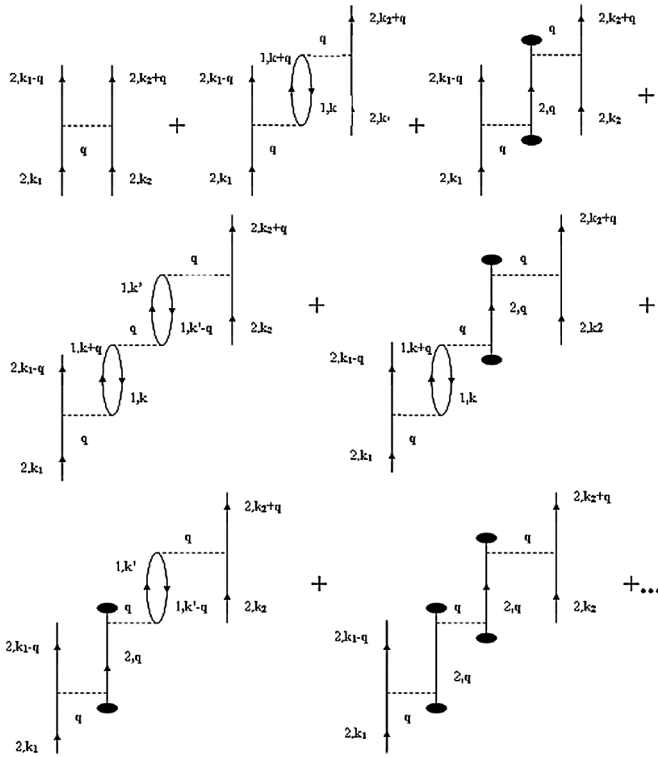 2,k₁-q 2,k₂+q
q
2,k₁ 2,k₂
+
2,k₁-q 1,k+q q 2,k₂+q
1,k
q
2,k₁
+
2,k₁-q q 2,k₂+q
2,q
q
2,k₁ 2,k₂
+
2,k₂+q
q
1,k'
q 1,k'-q 2,k₂
2,k₁-q 1,k+q
1,k
q
2,k₁
+
2,k₂+q
q
2,q
q 2,k2
2,k₁-q 1,k+q
1,k
q
2,k₁
+
2,k₂+q
q
1,k'
q 1,k'-q 2,k₂
2,k₁-q
2,q
q
2,k₁
+
2,k₂+q
q
q 2,q 2,k₂
2,k₁-q
2,q
q
2,k₁
+...